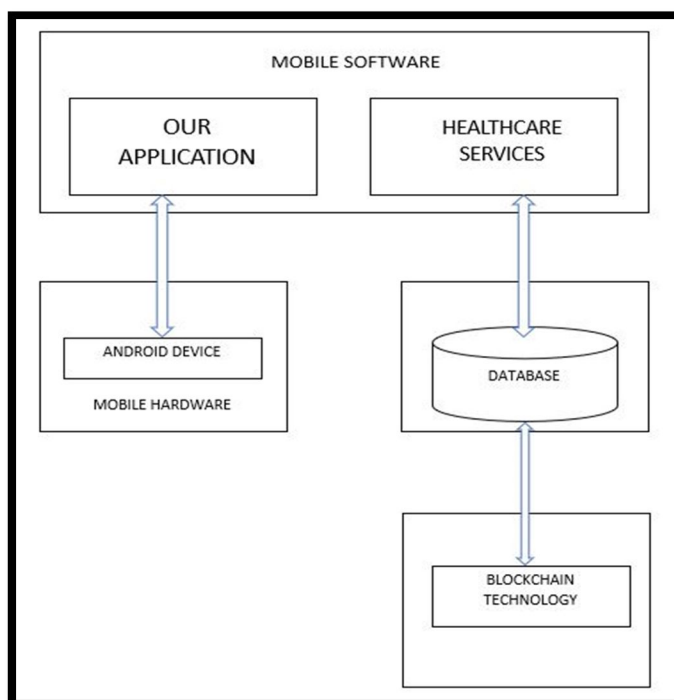 MOBILE SOFTWARE
OUR
APPLICATION
HEALTHCARE
SERVICES
ANDROID DEVICE
MOBILE HARDWARE
DATABASE
BLOCKCHAIN
TECHNOLOGY